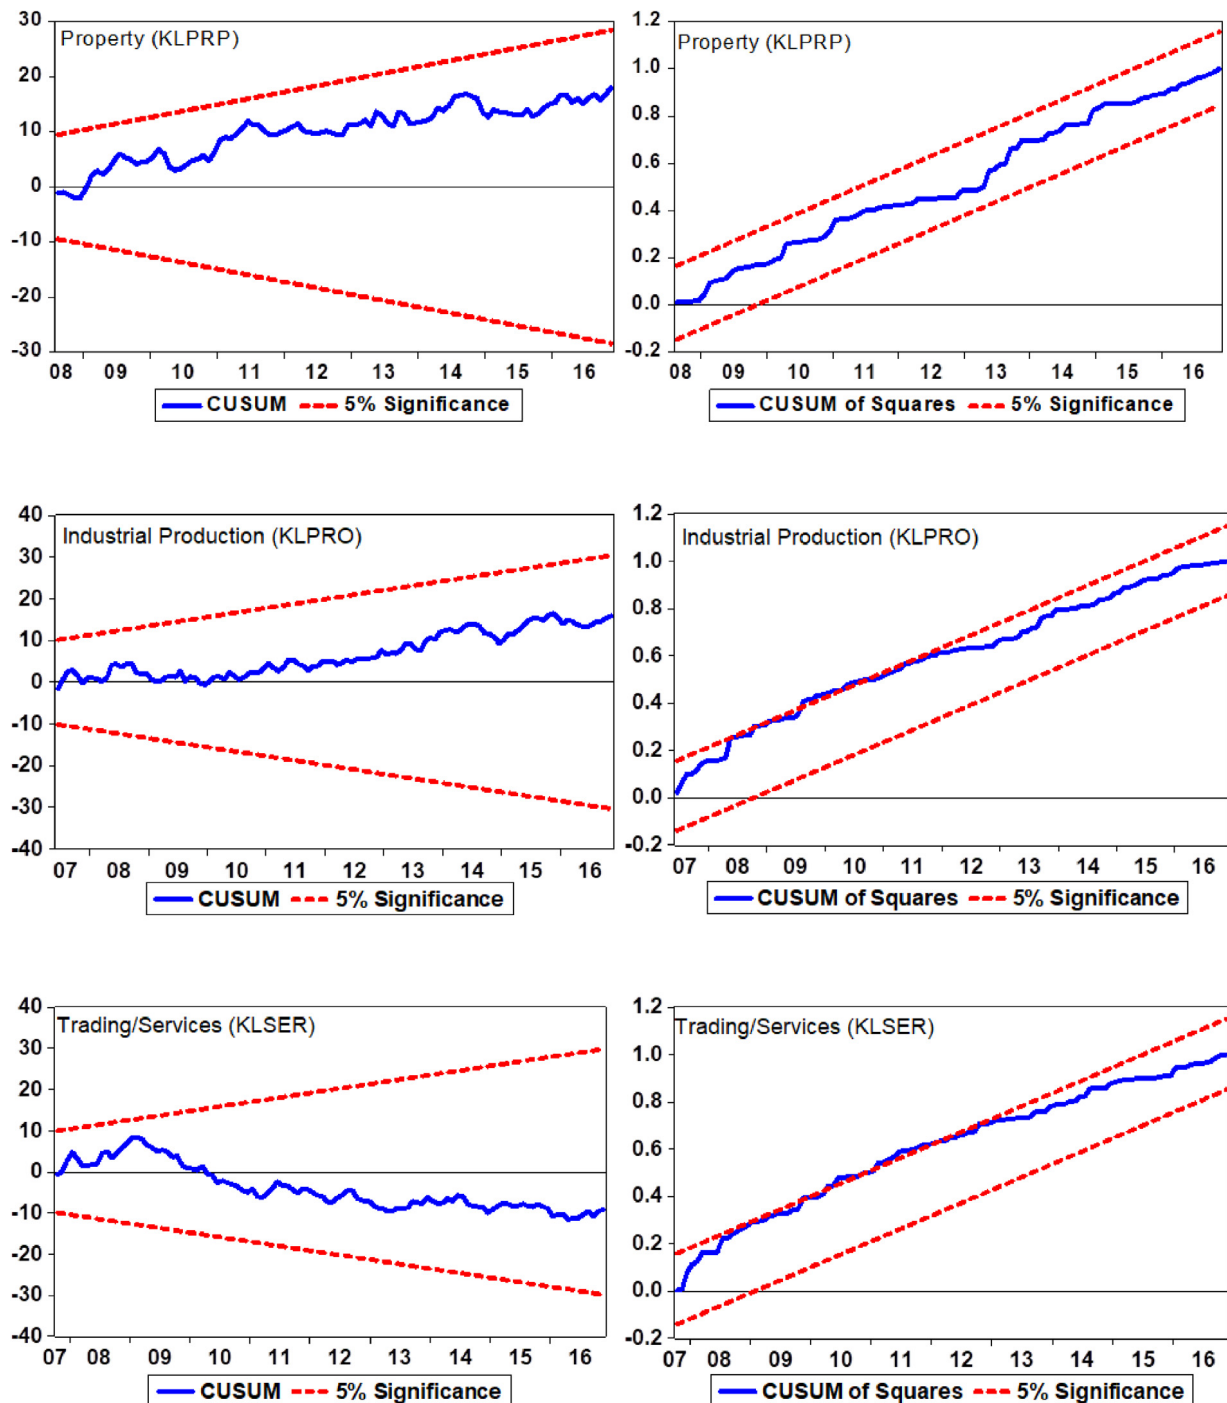 Property (KLPRP)
30
20
10
0
-10
-20
-30
08 09 10 11 12 13 14 15 16
CUSUM 5% Significance
Property (KLPRP)
1.2
1.0
0.8
0.6
0.4
0.2
0.0
-0.2
08 09 10 11 12 13 14 15 16
CUSUM of Squares 5% Significance
Industrial Production (KLPRO)
40
30
20
10
0
-10
-20
-30
-40
07 08 09 10 11 12 13 14 15 16
CUSUM 5% Significance
Industrial Production (KLPRO)
1.2
1.0
0.8
0.6
0.4
0.2
0.0
-0.2
07 08 09 10 11 12 13 14 15 16
CUSUM of Squares 5% Significance
Trading/Services (KLSER)
40
30
20
10
0
-10
-20
-30
-40
07 08 09 10 11 12 13 14 15 16
CUSUM 5% Significance
Trading/Services (KLSER)
1.2
1.0
0.8
0.6
0.4
0.2
0.0
-0.2
07 08 09 10 11 12 13 14 15 16
CUSUM of Squares 5% Significance